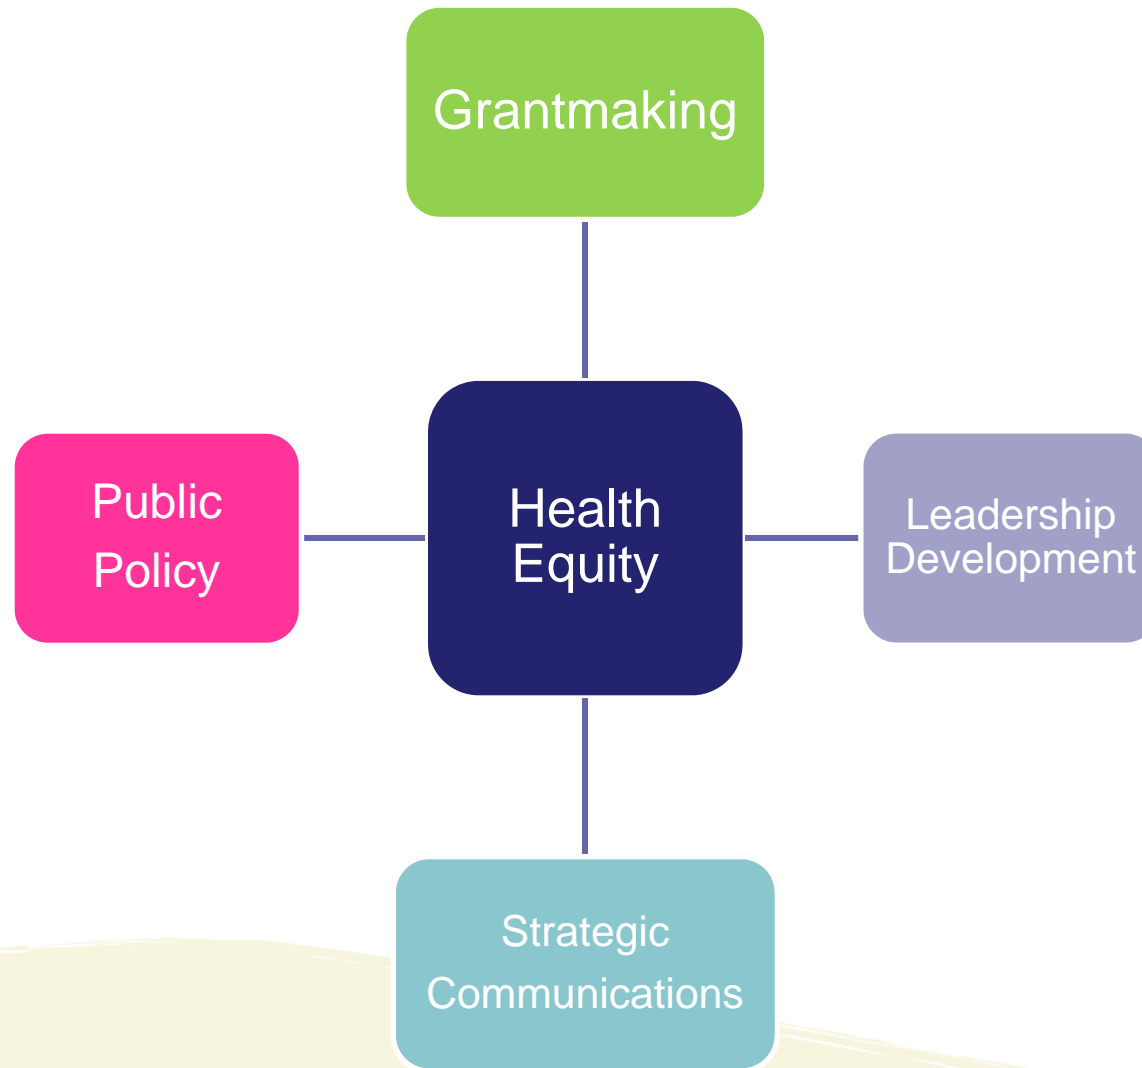 Grantmaking
Public
Policy
Health
Equity
Leadership
Development
Strategic
Communications